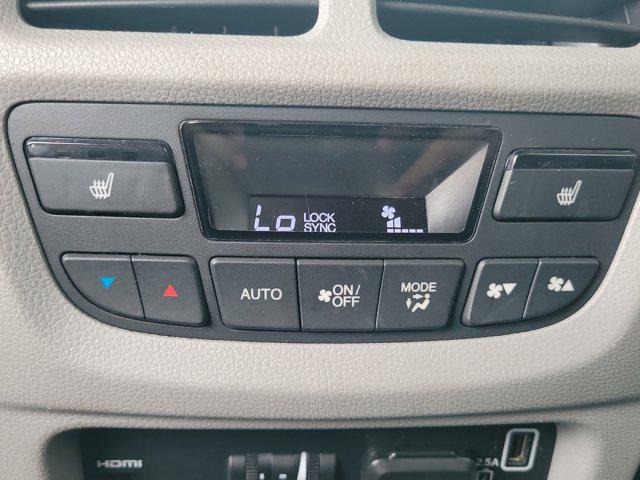 Lo LOCK
SYNC
AUTO ON/
OFF MODE
HDMI 2.5A